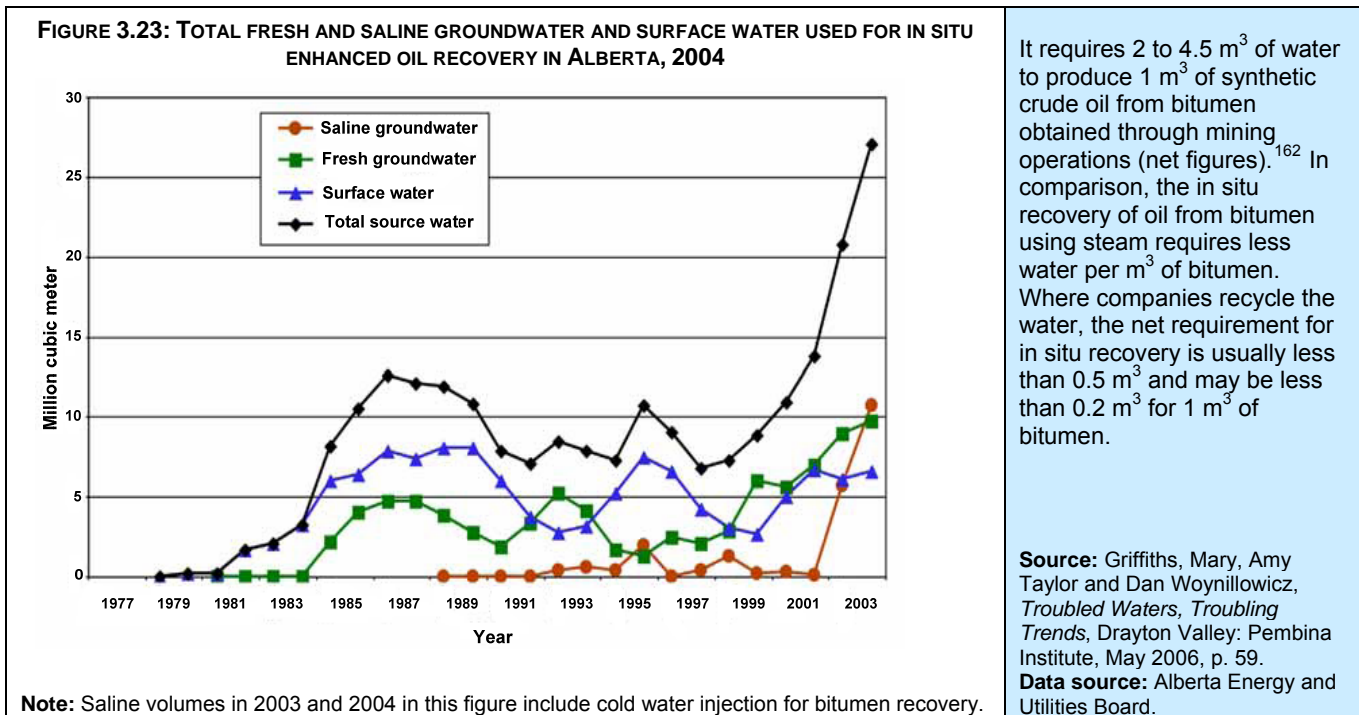 FIGURE 3.23: TOTAL FRESH AND SALINE GROUNDWATER AND SURFACE WATER USED FOR IN SITU
ENHANCED OIL RECOVERY IN ALBERTA, 2004
30
25
20
15
10
5
0
Million cubic meter
Saline groundwater
Fresh groundwater
Surface water
Total source water
1977 1979 1981 1983 1985 1987 1989 1991 1993 1995 1997 1999 2001 2003
Year
Note: Saline volumes in 2003 and 2004 in this figure include cold water injection for bitumen recovery.
It requires 2 to 4.5 m³ of water
to produce 1 m³ of synthetic
crude oil from bitumen
obtained through mining
operations (net figures).¹⁶² In
comparison, the in situ
recovery of oil from bitumen
using steam requires less
water per m³ of bitumen.
Where companies recycle the
water, the net requirement for
in situ recovery is usually less
than 0.5 m³ and may be less
than 0.2 m³ for 1 m³ of
bitumen.
Source: Griffiths, Mary, Amy
Taylor and Dan Woynillowicz,
Troubled Waters, Troubling
Trends, Drayton Valley: Pembina
Institute, May 2006, p. 59.
Data source: Alberta Energy and
Utilities Board.